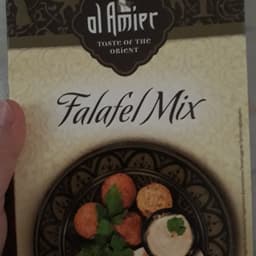 al Amier
TASTE OF THE
ORIENT
Falafel Mix